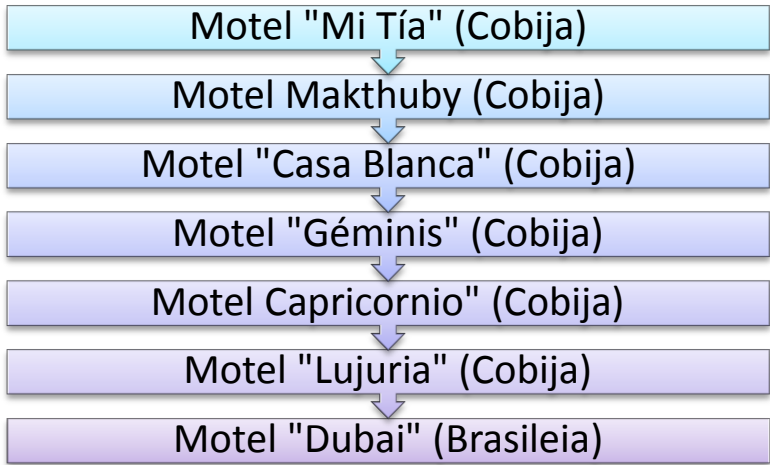 Motel "Mi Tía" (Cobija)
Motel Makthuby (Cobija)
Motel "Casa Blanca" (Cobija)
Motel "Géminis" (Cobija)
Motel Capricornio" (Cobija)
Motel "Lujuria" (Cobija)
Motel "Dubai" (Brasileia)